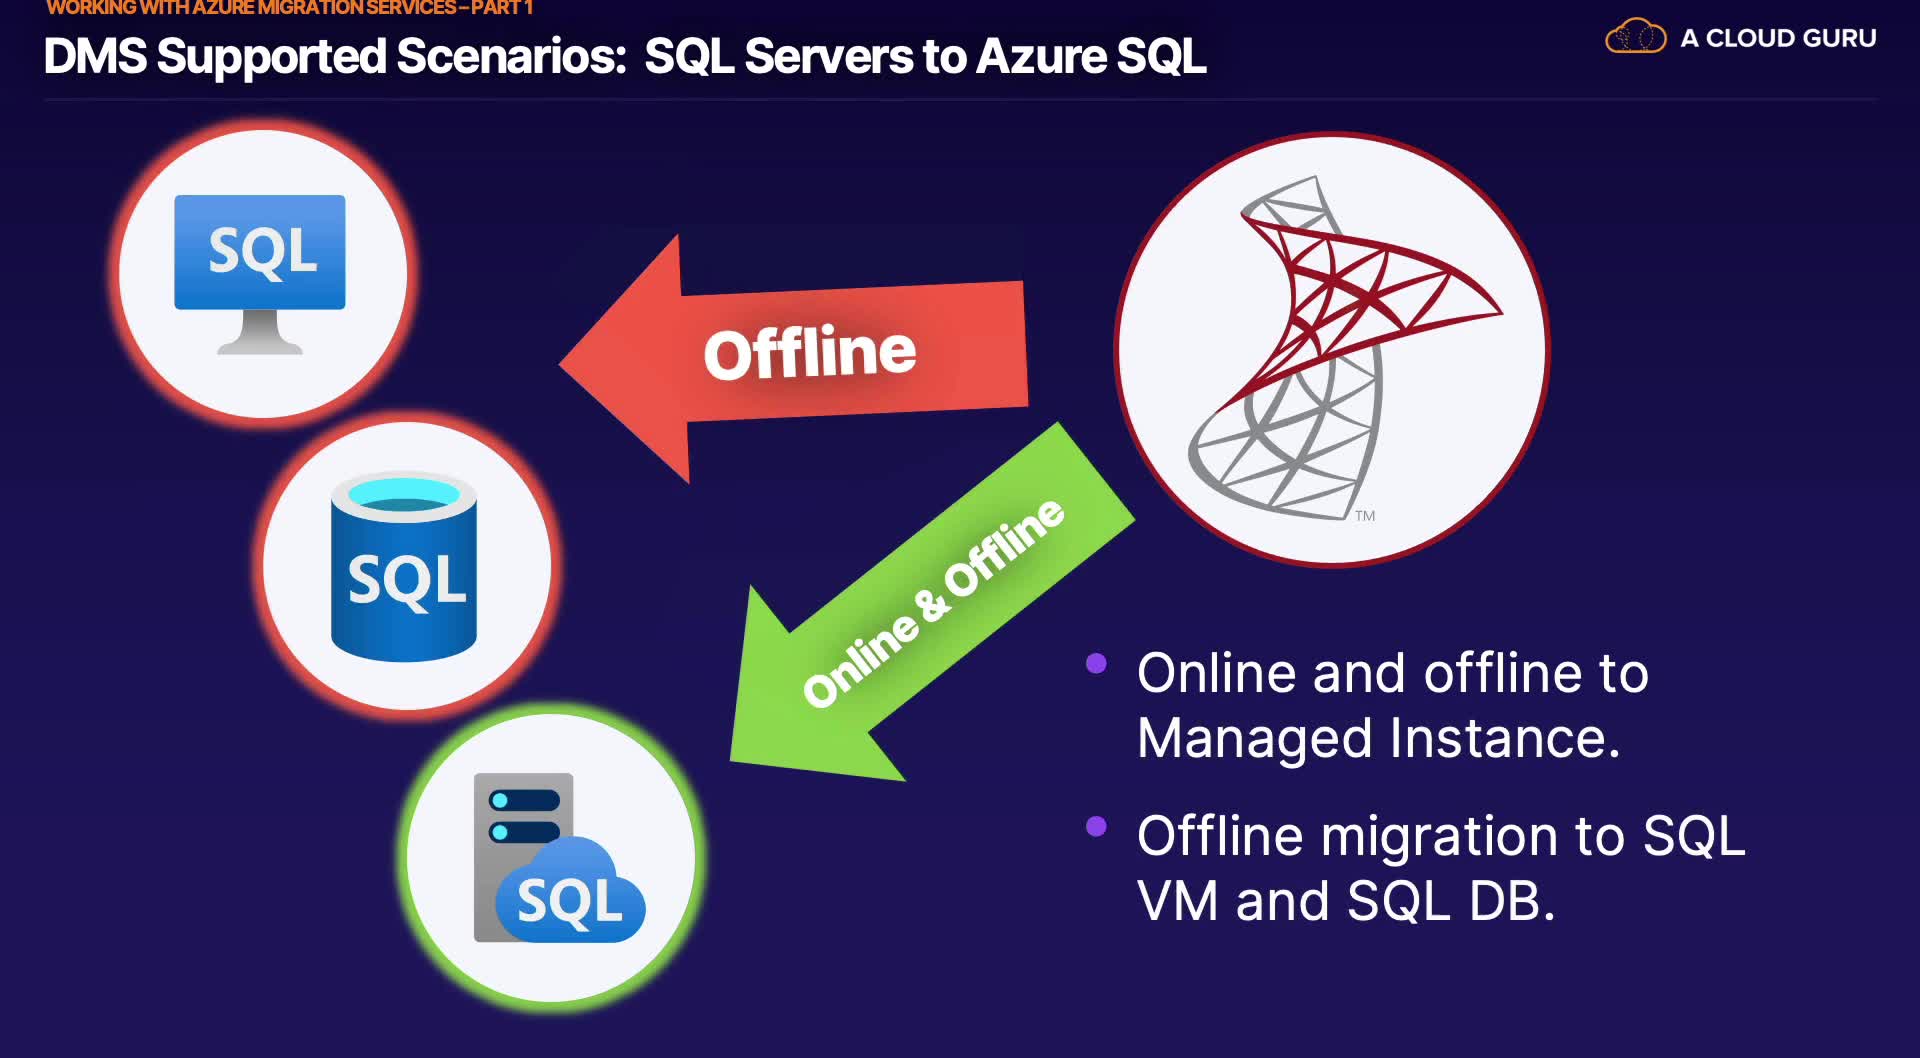 WORKING WITH AZURE MIGRATION SERVICES – PART 1
DMS Supported Scenarios: SQL Servers to Azure SQL
A CLOUD GURU
SQL
Offline
TM
SQL
Online & Offline
SQL
• Online and offline to
Managed Instance.
• Offline migration to SQL
VM and SQL DB.